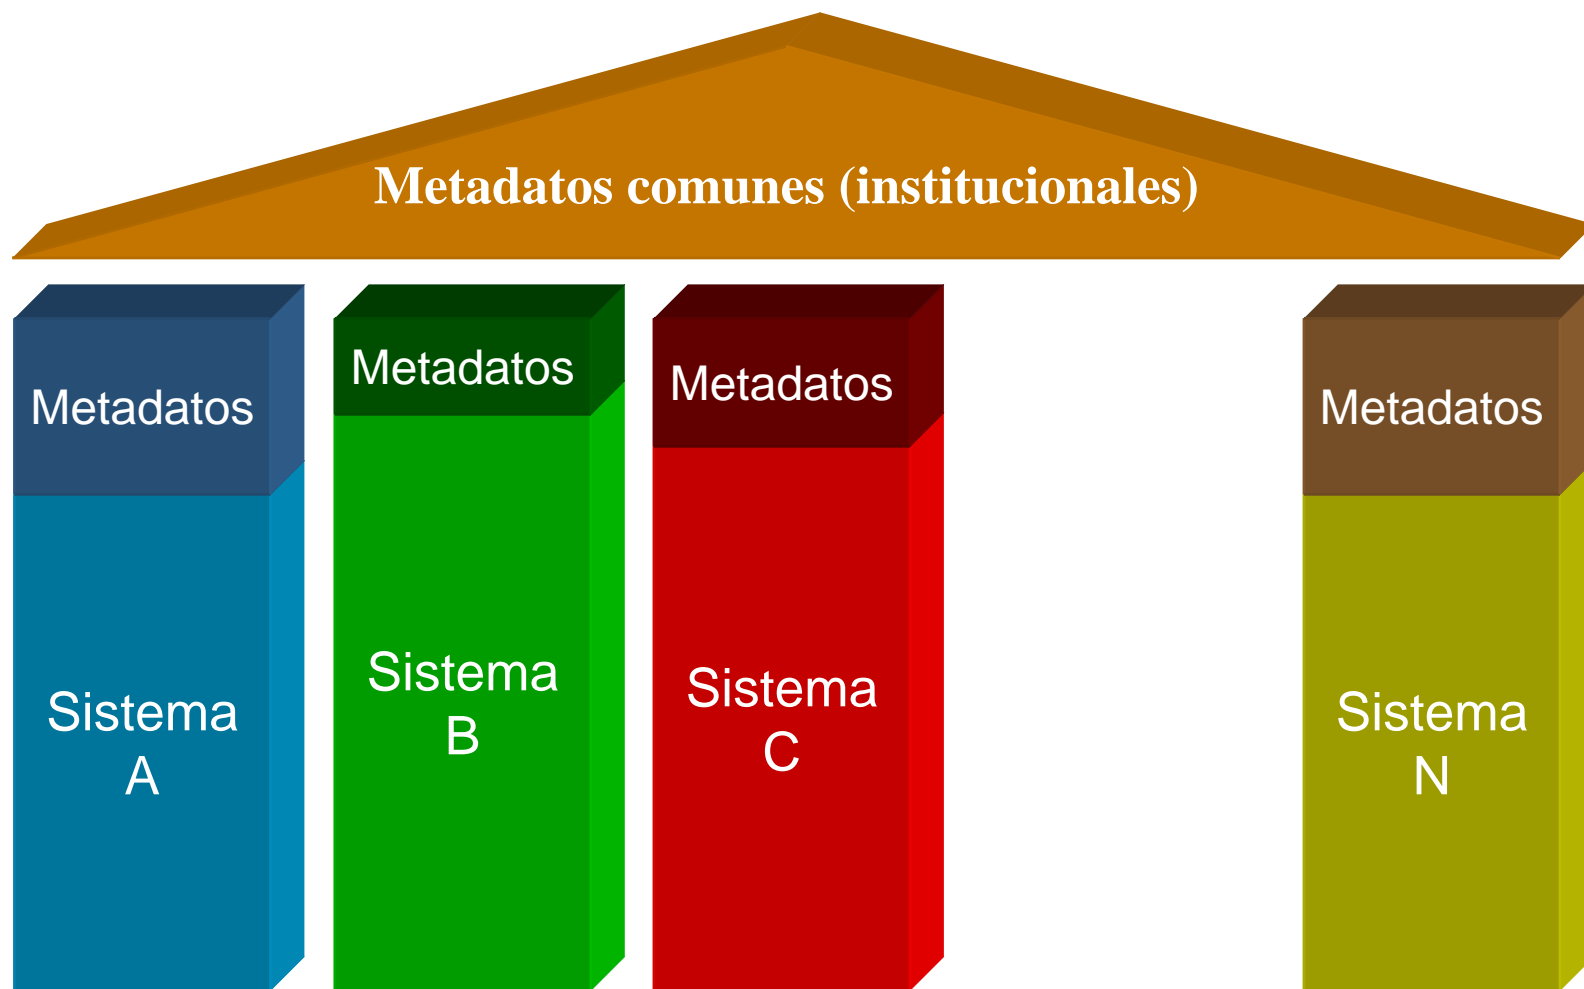 Metadatos comunes (institucionales)
Metadatos
Sistema
A
Metadatos
Sistema
B
Metadatos
Sistema
C
Metadatos
Sistema
N